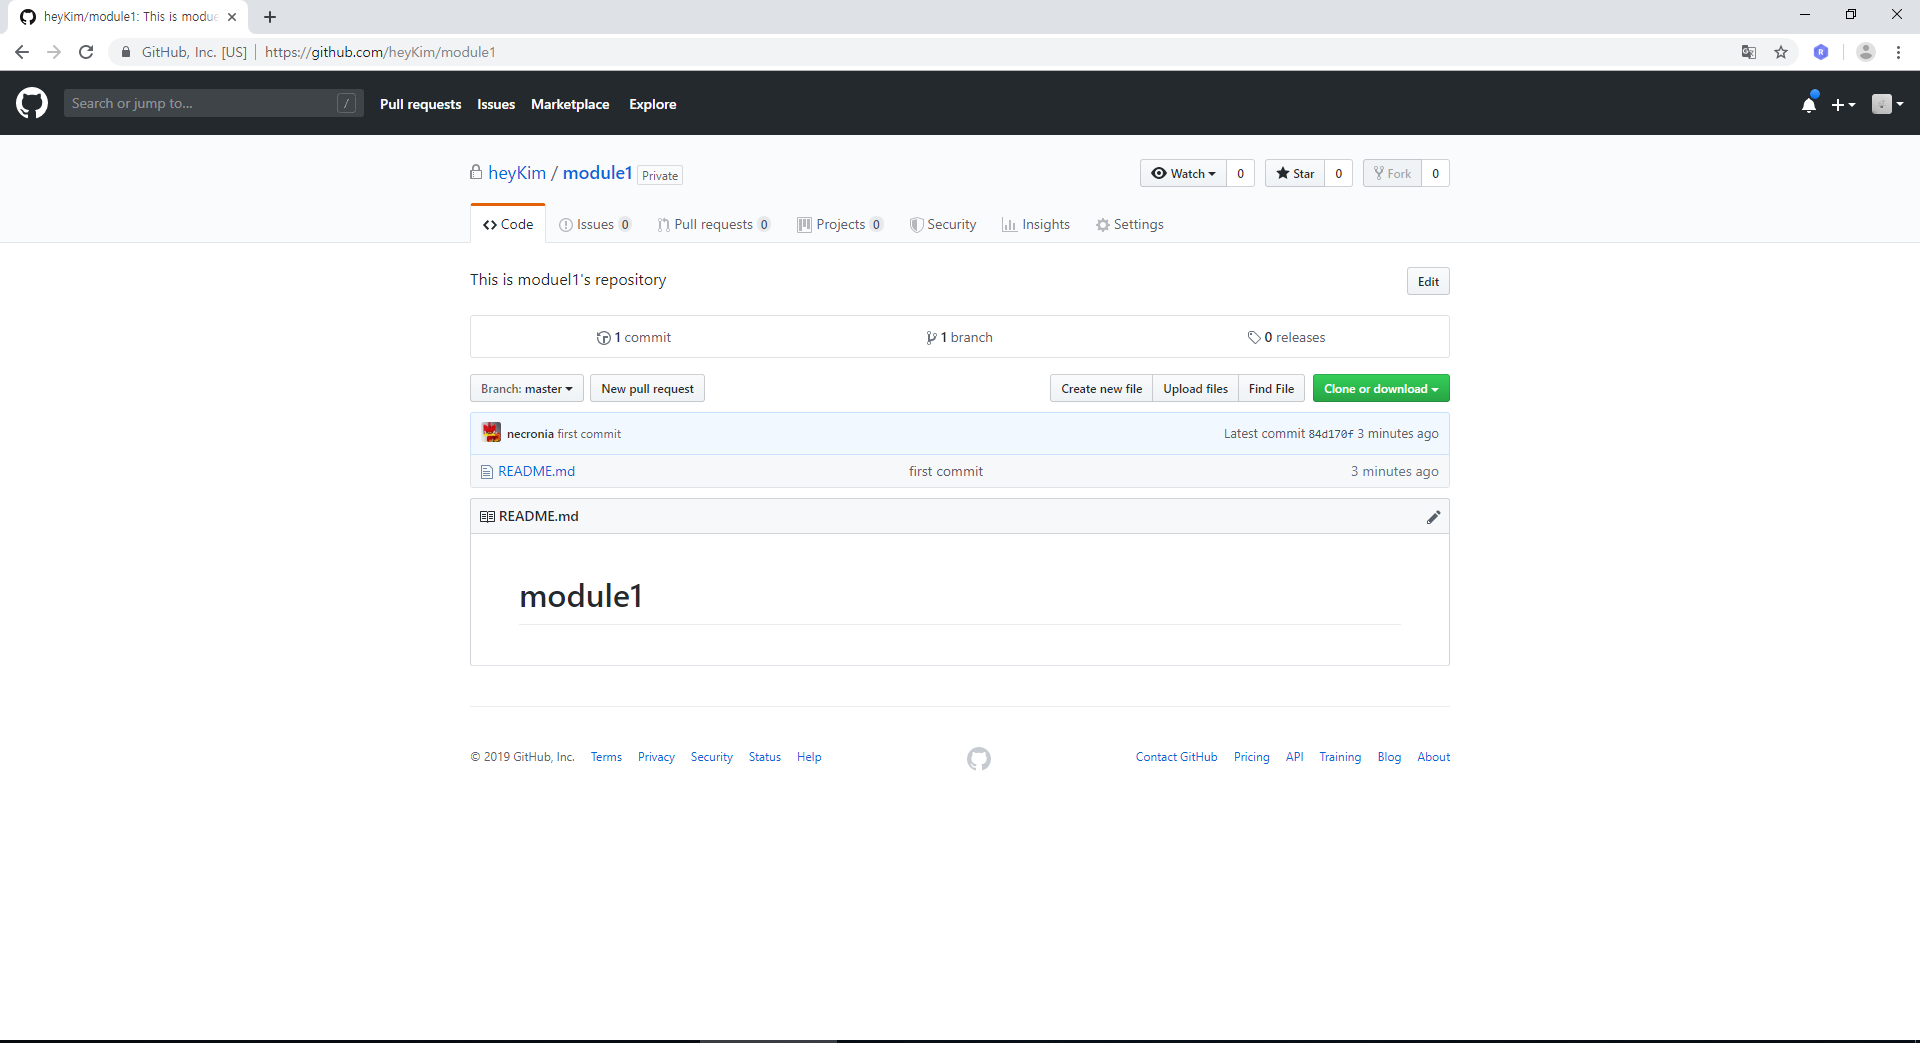 heyKim/module1: This is modue
GitHub, Inc. [US] https://github.com/heyKim/module1
Search or jump to... / Pull requests Issues Marketplace Explore
heyKim / module1 Private Watch 0 Star 0 Fork 0
Code Issues 0 Pull requests 0 Projects 0 Security Insights Settings
This is moduel1's repository Edit
1 commit 1 branch 0 releases
Branch: master New pull request Create new file Upload files Find File Clone or download
necronia first commit Latest commit 84d170f 3 minutes ago
README.md first commit 3 minutes ago
README.md
module1
© 2019 GitHub, Inc. Terms Privacy Security Status Help Contact GitHub Pricing API Training Blog About